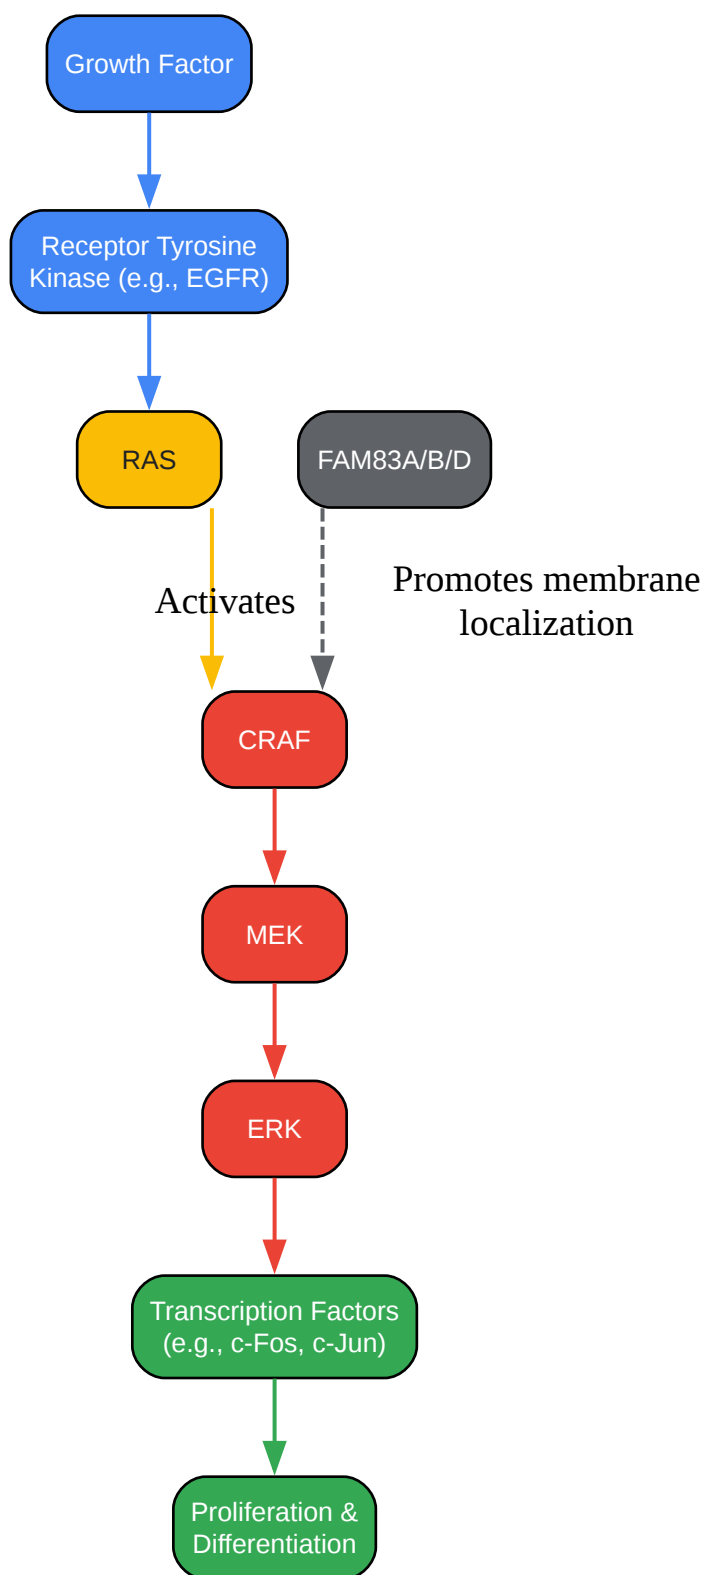 Growth Factor
Receptor Tyrosine
Kinase (e.g., EGFR)
RAS
FAM83A/B/D
Activates
Promotes membrane
localization
CRAF
MEK
ERK
Transcription Factors
(e.g., c-Fos, c-Jun)
Proliferation &
Differentiation